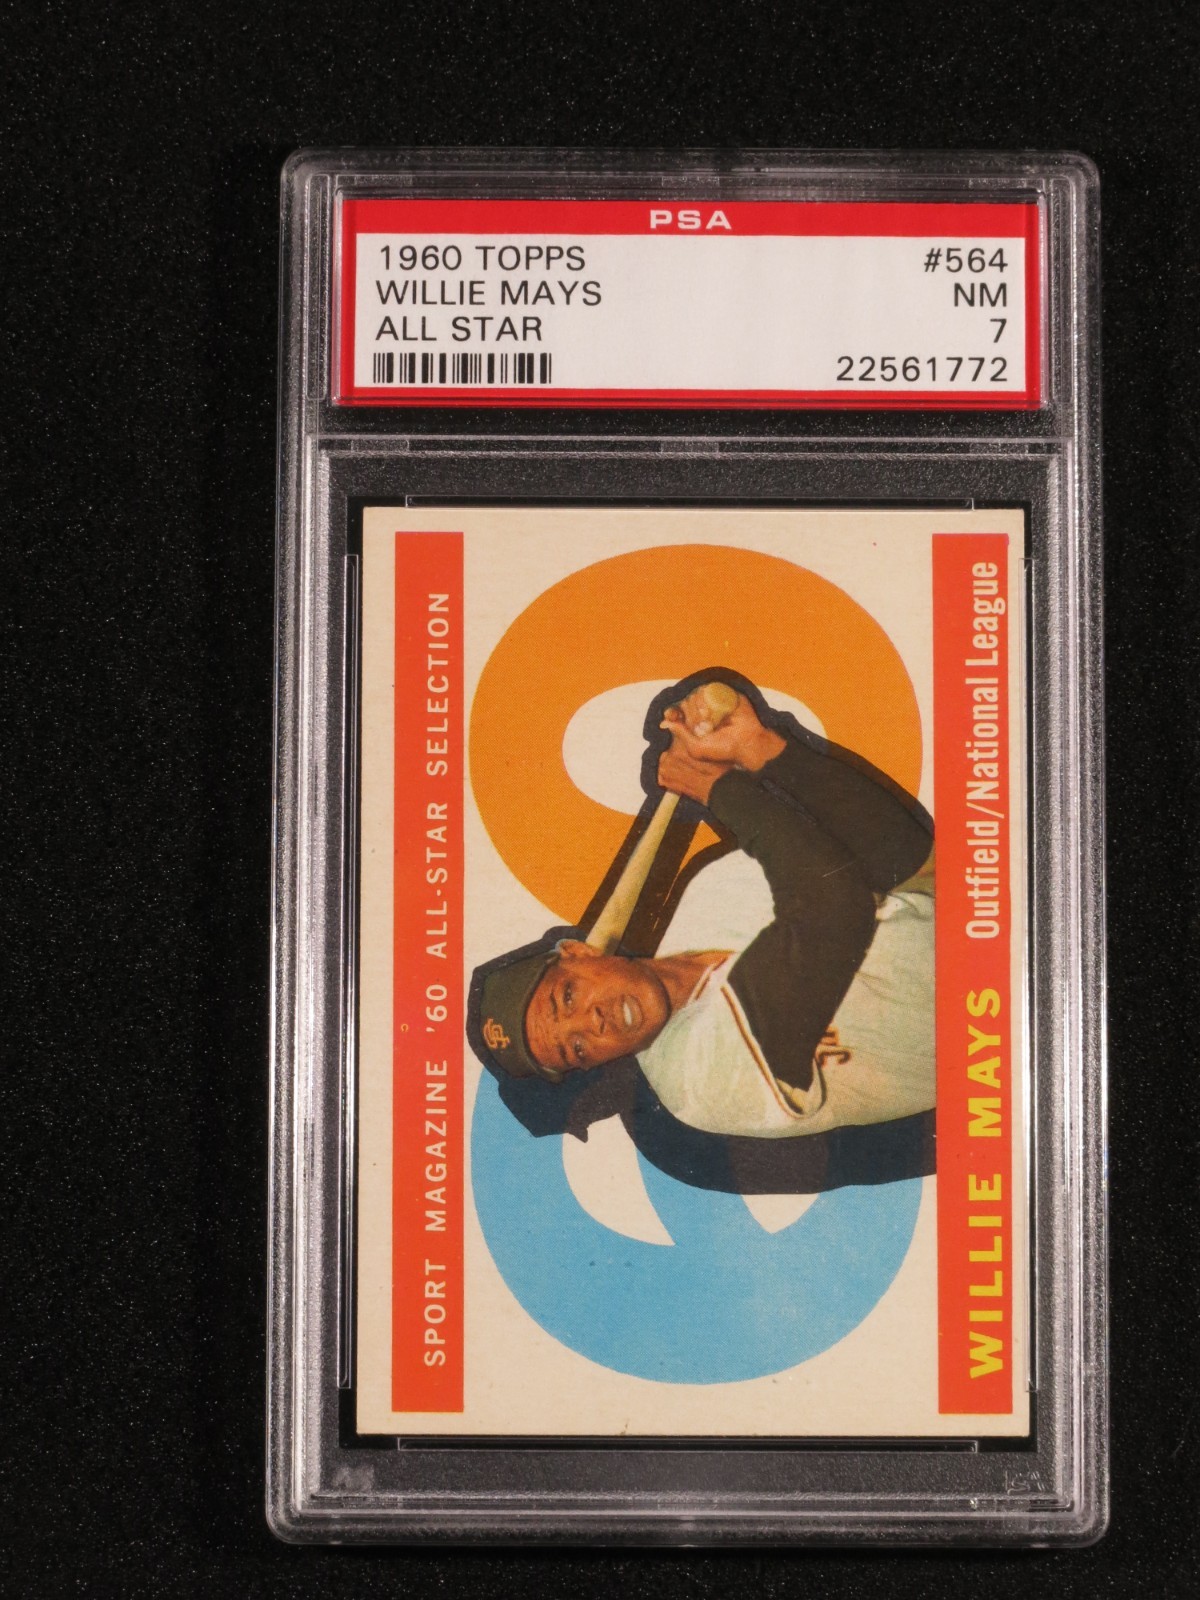 PSA
1960 TOPPS #564
WILLIE MAYS NM
ALL STAR 7
22561772
SPORT MAGAZINE '60 ALL-STAR SELECTION
SF
WILLIE MAYS Outfield/National League